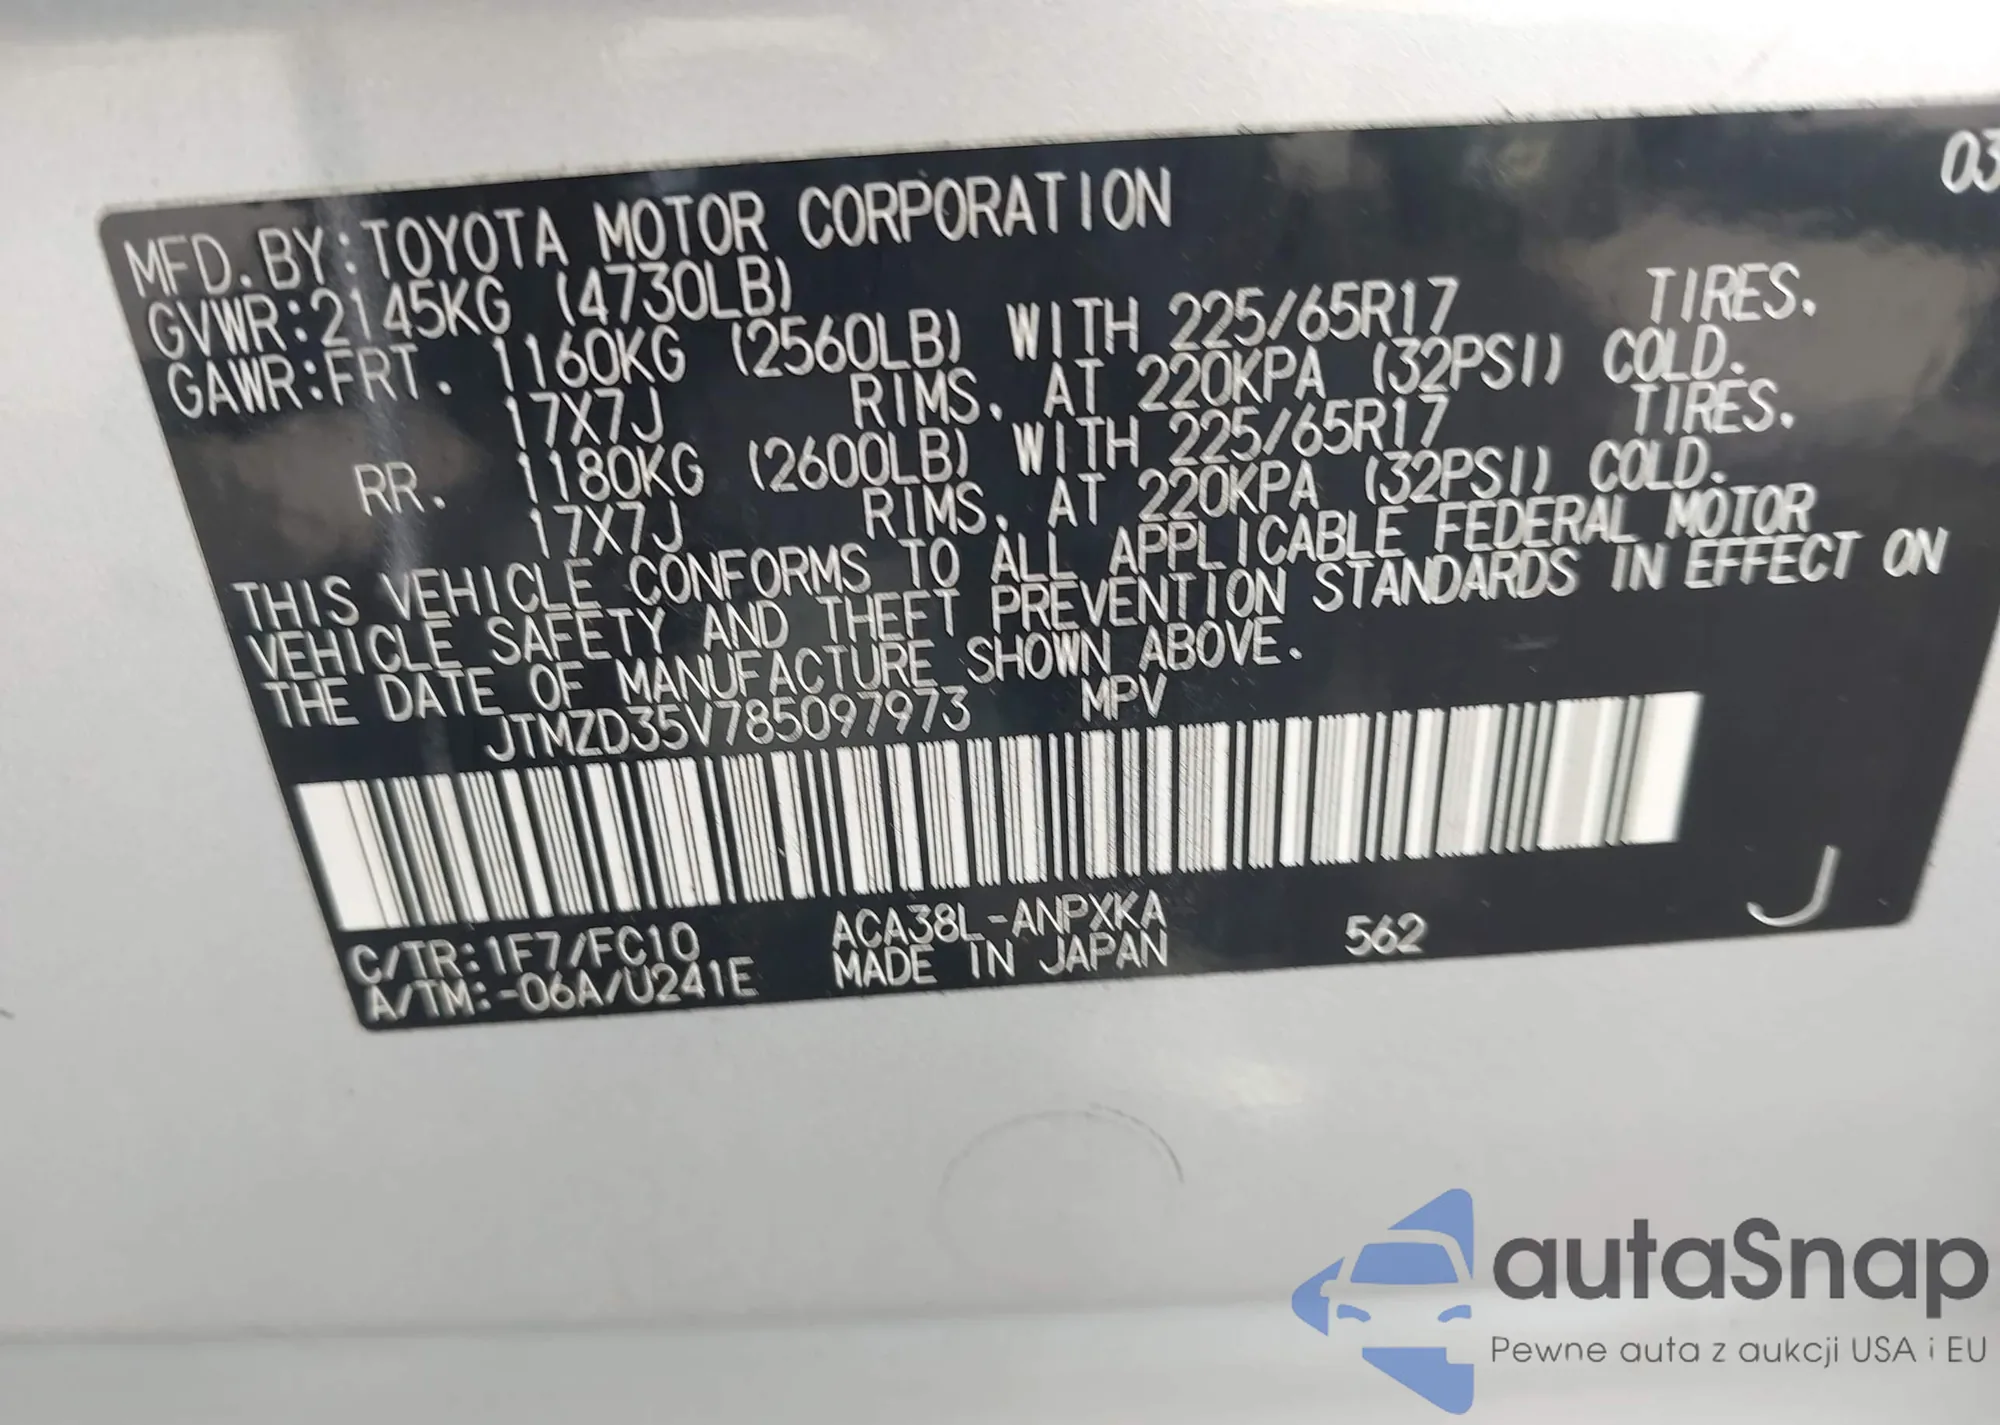 03
MFD. BY: TOYOTA MOTOR CORPORATION
GVWR: 2145KG (4730LB)
GAWR: FRT. 1160KG (2560LB) WITH 225/65R17 TIRES.
17X7J RIMS. AT 220KPA (32PSI) COLD.
RR. 1180KG (2600LB) WITH 225/65R17 TIRES.
17X7J RIMS. AT 220KPA (32PSI) COLD.
THIS VEHICLE CONFORMS TO ALL APPLICABLE FEDERAL MOTOR
VEHICLE SAFETY AND THEFT PREVENTION STANDARDS IN EFFECT ON
THE DATE OF MANUFACTURE SHOWN ABOVE.
JTMZD35V785097973 MPV
C/TR: 1F7/FC10 ACA38L-ANPXKA 562 J
A/TM: -06A/U241E MADE IN JAPAN
autaSnap
Pewne auta z aukcji USA i EU